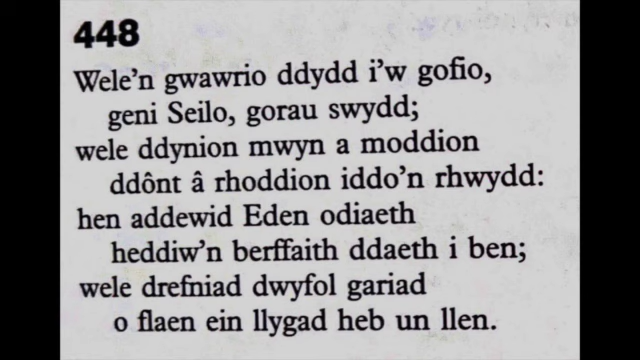 448
Wele'n gwawrio ddydd i'w gofio,
geni Seilo, gorau swydd;
wele ddynion mwyn a moddion
ddônt â rhoddion iddo'n rhwydd:
hen addewid Eden odiaeth
heddiw'n berffaith ddaeth i ben;
wele drefniad dwyfol gariad
o flaen ein llygad heb un llen.